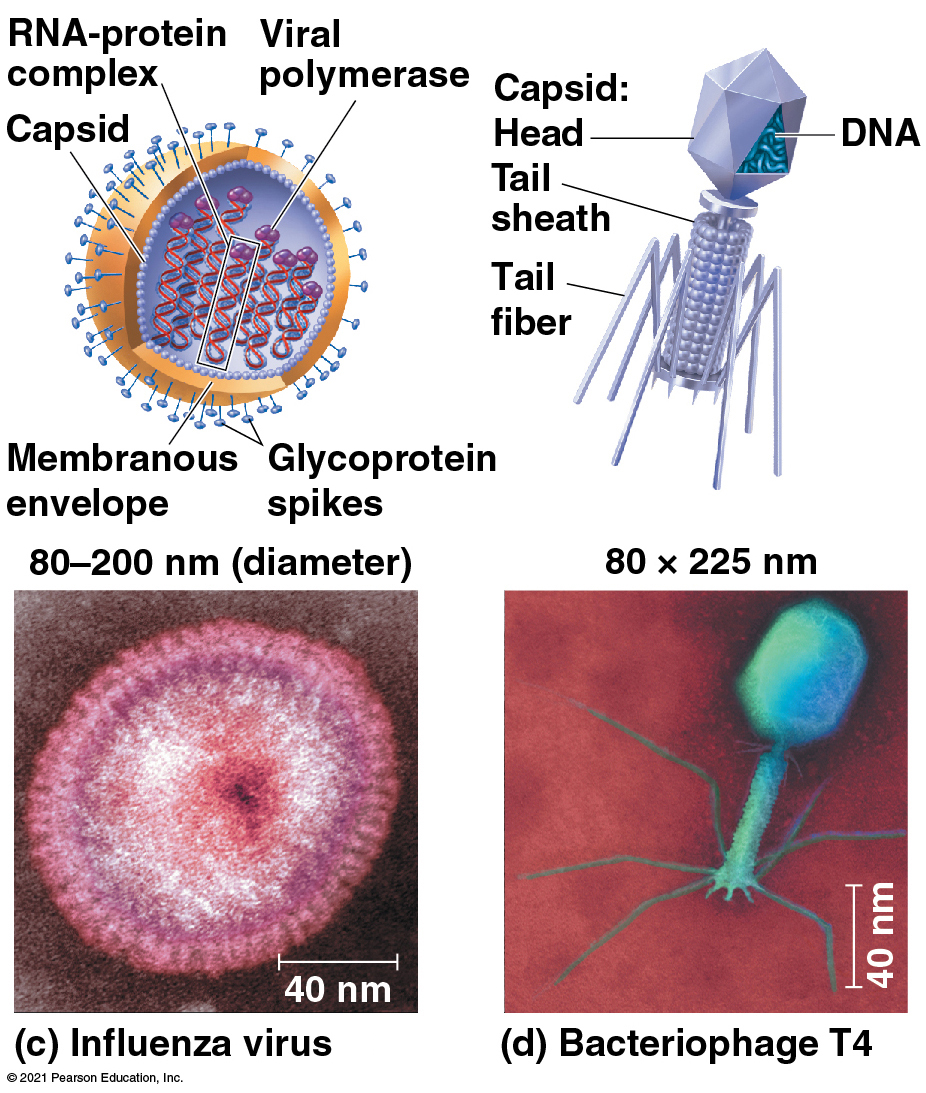 RNA-protein
complex
Viral
polymerase
Capsid
Membranous
envelope
Glycoprotein
spikes
80–200 nm (diameter)
40 nm
(c) Influenza virus
Capsid:
Head
DNA
Tail
sheath
Tail
fiber
80 × 225 nm
40 nm
(d) Bacteriophage T4
© 2021 Pearson Education, Inc.